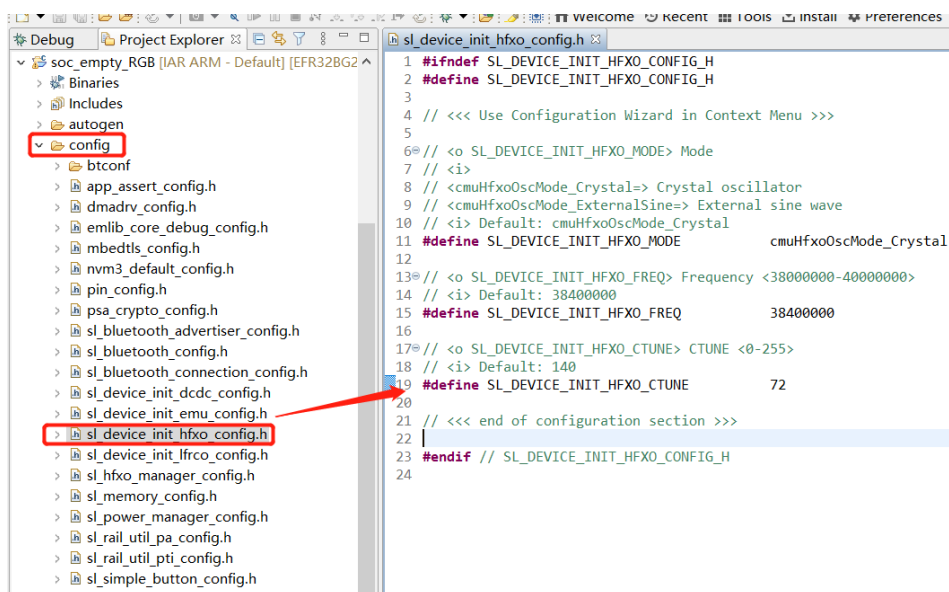 Welcome Recent Tools Install Preferences
Debug Project Explorer
soc_empty_RGB [IAR ARM - Default] [EFR32BG2
Binaries
Includes
autogen
config
btconf
app_assert_config.h
dmadrv_config.h
emlib_core_debug_config.h
mbedtls_config.h
nvm3_default_config.h
pin_config.h
psa_crypto_config.h
sl_bluetooth_advertiser_config.h
sl_bluetooth_config.h
sl_bluetooth_connection_config.h
sl_device_init_dcdc_config.h
sl_device_init_emu_config.h
sl_device_init_hfxo_config.h
sl_device_init_lfrco_config.h
sl_hfxo_manager_config.h
sl_memory_config.h
sl_power_manager_config.h
sl_rail_util_pa_config.h
sl_rail_util_pti_config.h
sl_simple_button_config.h
sl_device_init_hfxo_config.h
1 #ifndef SL_DEVICE_INIT_HFXO_CONFIG_H
2 #define SL_DEVICE_INIT_HFXO_CONFIG_H
3
4 // <<< Use Configuration Wizard in Context Menu >>>
5
6 // <o SL_DEVICE_INIT_HFXO_MODE> Mode
7 // <i>
8 // <cmuHfxoOscMode_Crystal=> Crystal oscillator
9 // <cmuHfxoOscMode_ExternalSine=> External sine wave
10 // <i> Default: cmuHfxoOscMode_Crystal
11 #define SL_DEVICE_INIT_HFXO_MODE cmuHfxoOscMode_Crystal
12
13 // <o SL_DEVICE_INIT_HFXO_FREQ> Frequency <38000000-40000000>
14 // <i> Default: 38400000
15 #define SL_DEVICE_INIT_HFXO_FREQ 38400000
16
17 // <o SL_DEVICE_INIT_HFXO_CTUNE> CTUNE <0-255>
18 // <i> Default: 140
19 #define SL_DEVICE_INIT_HFXO_CTUNE 72
20
21 // <<< end of configuration section >>>
22
23 #endif // SL_DEVICE_INIT_HFXO_CONFIG_H
24